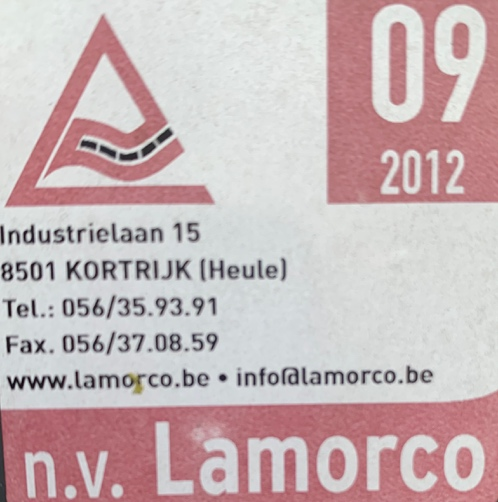 09
2012
Industrielaan 15
8501 KORTRIJK (Heule)
Tel.: 056/35.93.91
Fax. 056/37.08.59
www.lamorco.be • info@lamorco.be
n.v. Lamorco